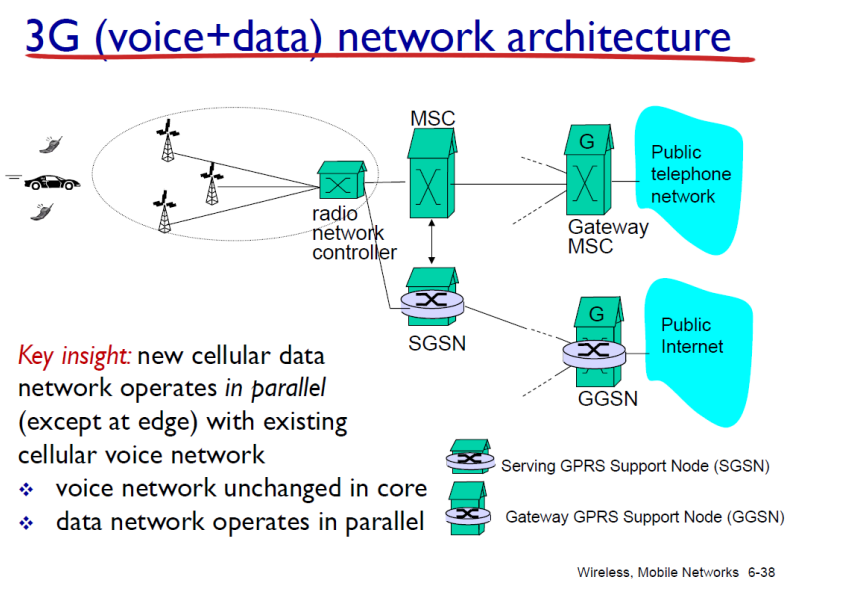 3G (voice+data) network architecture
MSC
G
Public
telephone
network
radio
network
controller
Gateway
MSC
SGSN
G
Public
Internet
GGSN
Key insight: new cellular data
network operates in parallel
(except at edge) with existing
cellular voice network
❖ voice network unchanged in core
❖ data network operates in parallel
Serving GPRS Support Node (SGSN)
Gateway GPRS Support Node (GGSN)
Wireless, Mobile Networks 6-38